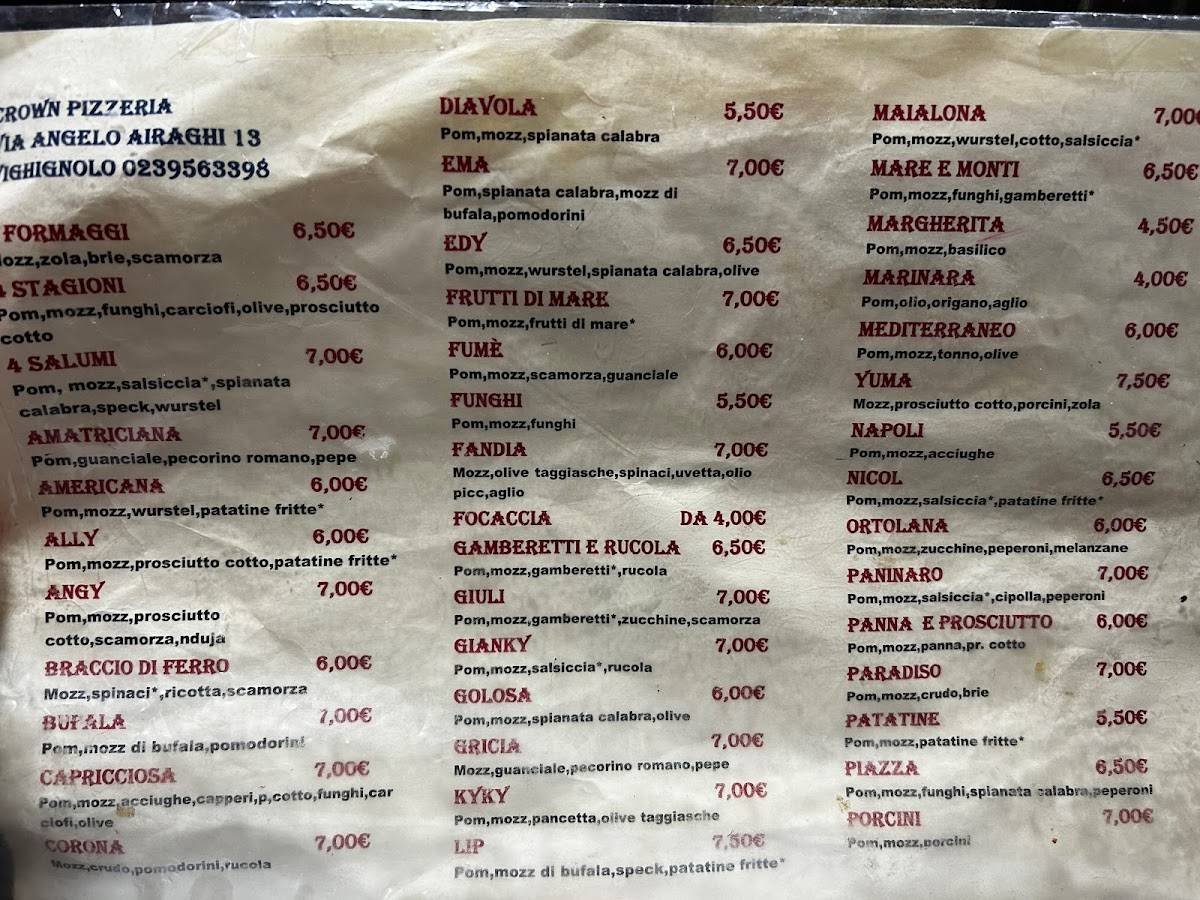 CROWN PIZZERIA
VIA ANGELO AIRAGHI 13
VIGHIGNOLO 0239563398
FORMAGGI 6,50€
Mozz,zola,brie,scamorza
4 STAGIONI 6,50€
Pom,mozz,funghi,carciofi,olive,prosciutto
cotto
4 SALUMI 7,00€
Pom, mozz,salsiccia*,spianata
calabra,speck,wurstel
AMATRICIANA 7,00€
Pom,guanciale,pecorino romano,pepe
AMERICANA 6,00€
Pom,mozz,wurstel,patatine fritte*
ALLY 6,00€
Pom,mozz,prosciutto cotto,patatine fritte*
ANGY 7,00€
Pom,mozz,prosciutto
cotto,scamorza,nduja
BRACCIO DI FERRO 6,00€
Mozz,spinaci*,ricotta,scamorza
BUFALA 7,00€
Pom,mozz di bufala,pomodorini
CAPRICCIOSA 7,00€
Pom,mozz,acciughe,capperi,p,cotto,funghi,car
ciofi,olive
CORONA 7,00€
Mozz,crudo,pomodorini,rucola
DIAVOLA 5,50€
Pom,mozz,spianata calabra
EMA 7,00€
Pom,spianata calabra,mozz di
bufala,pomodorini
EDY 6,50€
Pom,mozz,wurstel,spianata calabra,olive
FRUTTI DI MARE 7,00€
Pom,mozz,frutti di mare*
FUMÈ 6,00€
Pom,mozz,scamorza,guanciale
FUNGHI 5,50€
Pom,mozz,funghi
FANDIA 7,00€
Mozz,olive taggiasche,spinaci,uvetta,olio
picc,aglio
FOCACCIA DA 4,00€
GAMBERETTI E RUCOLA 6,50€
Pom,mozz,gamberetti*,rucola
GIULI 7,00€
Pom,mozz,gamberetti*,zucchine,scamorza
GIANKY 7,00€
Pom,mozz,salsiccia*,rucola
GOLOSA 6,00€
Pom,mozz,spianata calabra,olive
GRICIA 7,00€
Mozz,guanciale,pecorino romano,pepe
KYKY 7,00€
Pom,mozz,pancetta,olive taggiasche
LIP 7,50€
Pom,mozz di bufala,speck,patatine fritte*
MAIALONA 7,00€
Pom,mozz,wurstel,cotto,salsiccia*
MARE E MONTI 6,50€
Pom,mozz,funghi,gamberetti*
MARGHERITA 4,50€
Pom,mozz,basilico
MARINARA 4,00€
Pom,olio,origano,aglio
MEDITERRANEO 6,00€
Pom,mozz,tonno,olive
YUMA 7,50€
Mozz,prosciutto cotto,porcini,zola
NAPOLI 5,50€
Pom,mozz,acciughe
NICOL 6,50€
Pom,mozz,salsiccia*,patatine fritte*
ORTOLANA 6,00€
Pom,mozz,zucchine,peperoni,melanzane
PANINARO 7,00€
Pom,mozz,salsiccia*,cipolla,peperoni
PANNA E PROSCIUTTO 6,00€
Pom,mozz,panna,pr. cotto
PARADISO 7,00€
Pom,mozz,crudo,brie
PATATINE 5,50€
Pom,mozz,patatine fritte*
PIAZZA 6,50€
Pom,mozz,funghi,spianata calabra,peperoni
PORCINI 7,00€
Pom,mozz,porcini